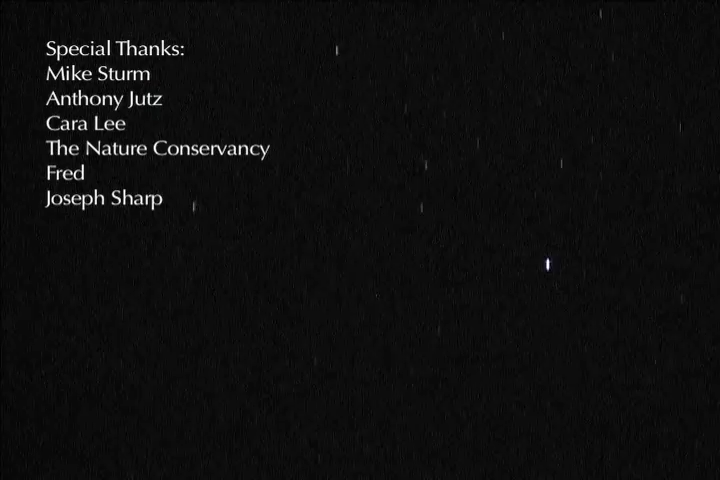 Special Thanks:
Mike Sturm
Anthony Jutz
Cara Lee
The Nature Conservancy
Fred
Joseph Sharp